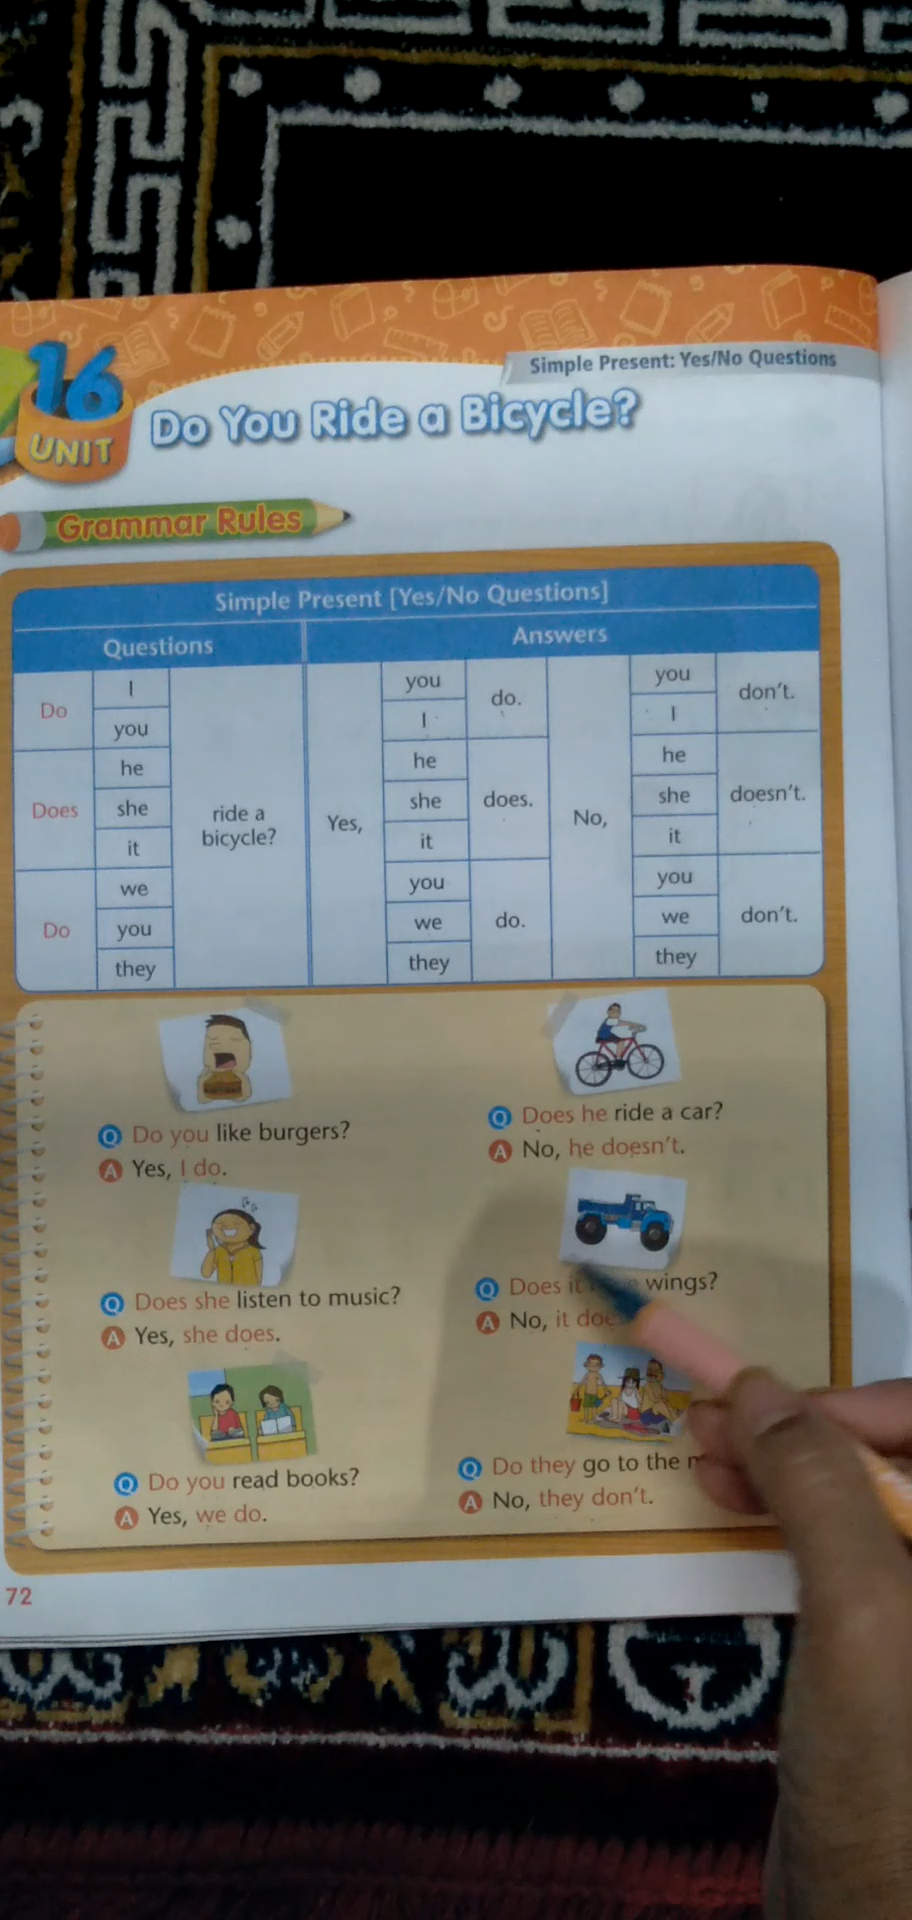 Simple Present: Yes/No Questions
16
UNIT
Do You Ride a Bicycle?
Grammar Rules
Simple Present [Yes/No Questions]
Questions Answers
Do I you ride a bicycle? Yes, you I do. No, you I don't.
Does he she it he she it does. he she it doesn't.
Do we you they you we they do. you we they don't.
Q Do you like burgers?
A Yes, I do.
Q Does he ride a car?
A No, he doesn't.
Q Does she listen to music?
A Yes, she does.
Q Does it wings?
A No, it
Q Do you read books?
A Yes, we do.
Q Do they go to the
A No, they don't.
72